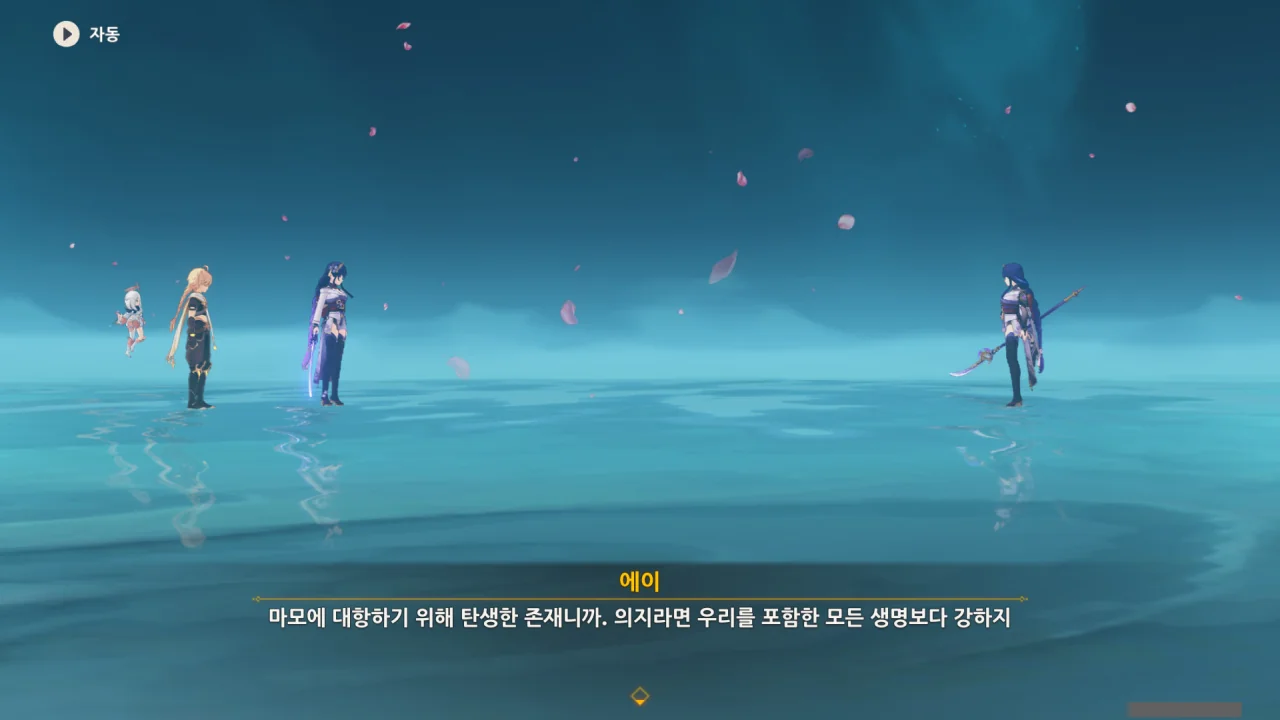 자동
에이
마모에 대항하기 위해 탄생한 존재니까. 의지라면 우리를 포함한 모든 생명보다 강하지